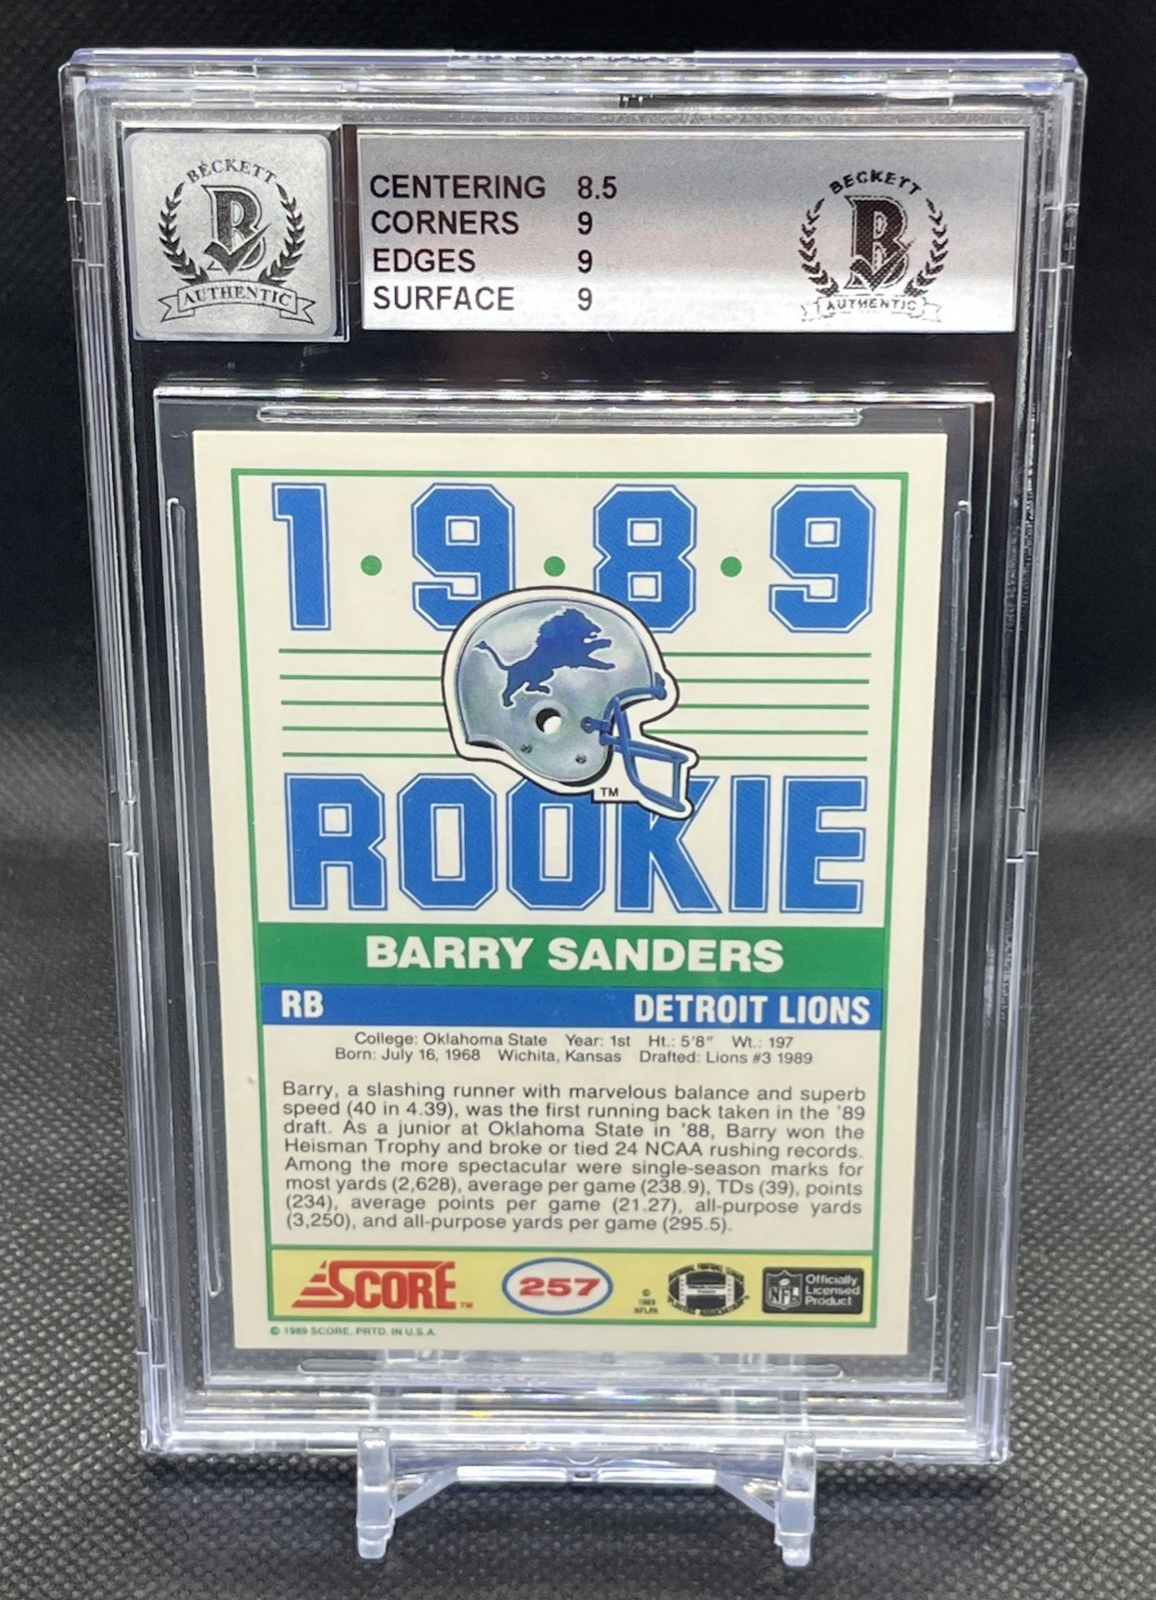 BECKETT
B
AUTHENTIC
CENTERING 8.5
CORNERS 9
EDGES 9
SURFACE 9
BECKETT
B
AUTHENTIC
1·9·8·9
TM
ROOKIE
BARRY SANDERS
RB DETROIT LIONS
College: Oklahoma State Year: 1st Ht.: 5'8" Wt.: 197
Born: July 16, 1968 Wichita, Kansas Drafted: Lions #3 1989
Barry, a slashing runner with marvelous balance and superb
speed (40 in 4.39), was the first running back taken in the '89
draft. As a junior at Oklahoma State in '88, Barry won the
Heisman Trophy and broke or tied 24 NCAA rushing records.
Among the more spectacular were single-season marks for
most yards (2,628), average per game (238.9), TDs (39), points
(234), average points per game (21.27), all-purpose yards
(3,250), and all-purpose yards per game (295.5).
SCORE TM
257
© 1989 NFLPA
NFL
Officially
Licensed
Product
© 1989 SCORE, PRTD. IN U.S.A.